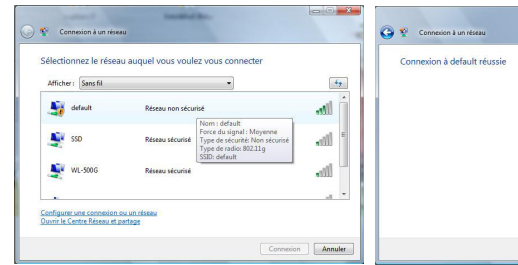 Connexion à un réseau
Sélectionnez le réseau auquel vous voulez vous connecter
Afficher : Sans fil
default Réseau non sécurisé
Nom : default
Force du signal : Moyenne
Type de sécurité: Non sécurisé
Type de radio: 802.11g
SSID: default
SSD Réseau sécurisé
WL-500G Réseau sécurisé
Configurer une connexion ou un réseau
Ouvrir le Centre Réseau et partage
Connexion Annuler
Connexion à un réseau
Connexion à default réussie